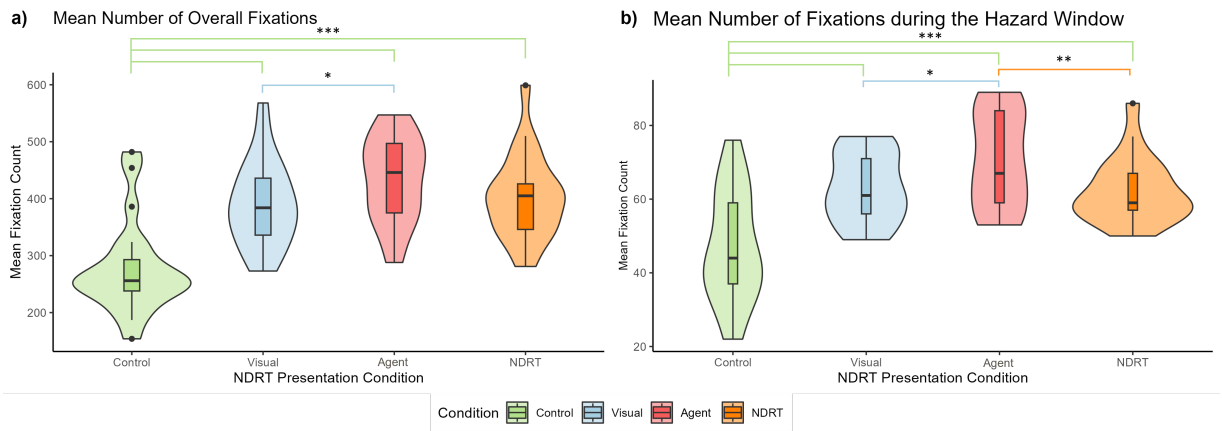 a) Mean Number of Overall Fixations
***
*
600
500
400
300
200
Mean Fixation Count
Control Visual Agent NDRT
NDRT Presentation Condition
b) Mean Number of Fixations during the Hazard Window
***
**
*
80
60
40
20
Mean Fixation Count
Control Visual Agent NDRT
NDRT Presentation Condition
Condition Control Visual Agent NDRT